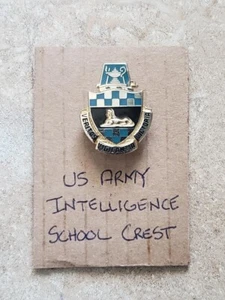 US ARMY
INTELLIGENCE
SCHOOL CREST